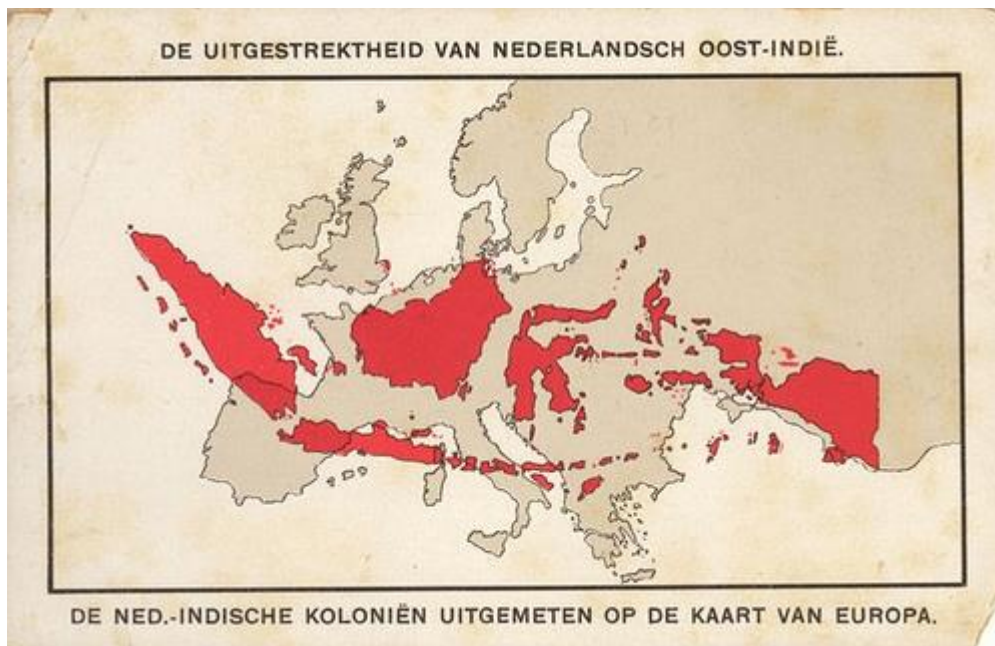 DE UITGESTREKTHEID VAN NEDERLANDSCH OOST-INDIË.
DE NED.-INDISCHE KOLONIËN UITGEMETEN OP DE KAART VAN EUROPA.